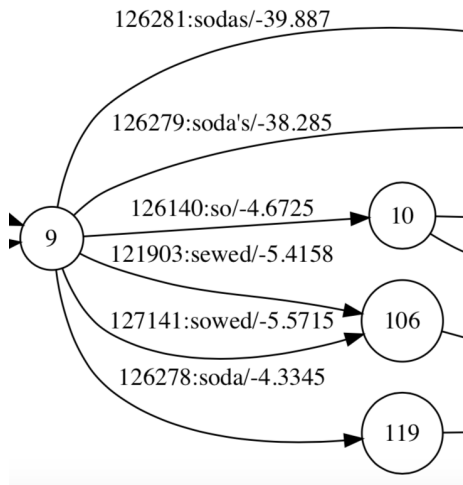 126281:sodas/-39.887
126279:soda's/-38.285
126140:so/-4.6725
10
9
121903:sewed/-5.4158
106
127141:sowed/-5.5715
126278:soda/-4.3345
119